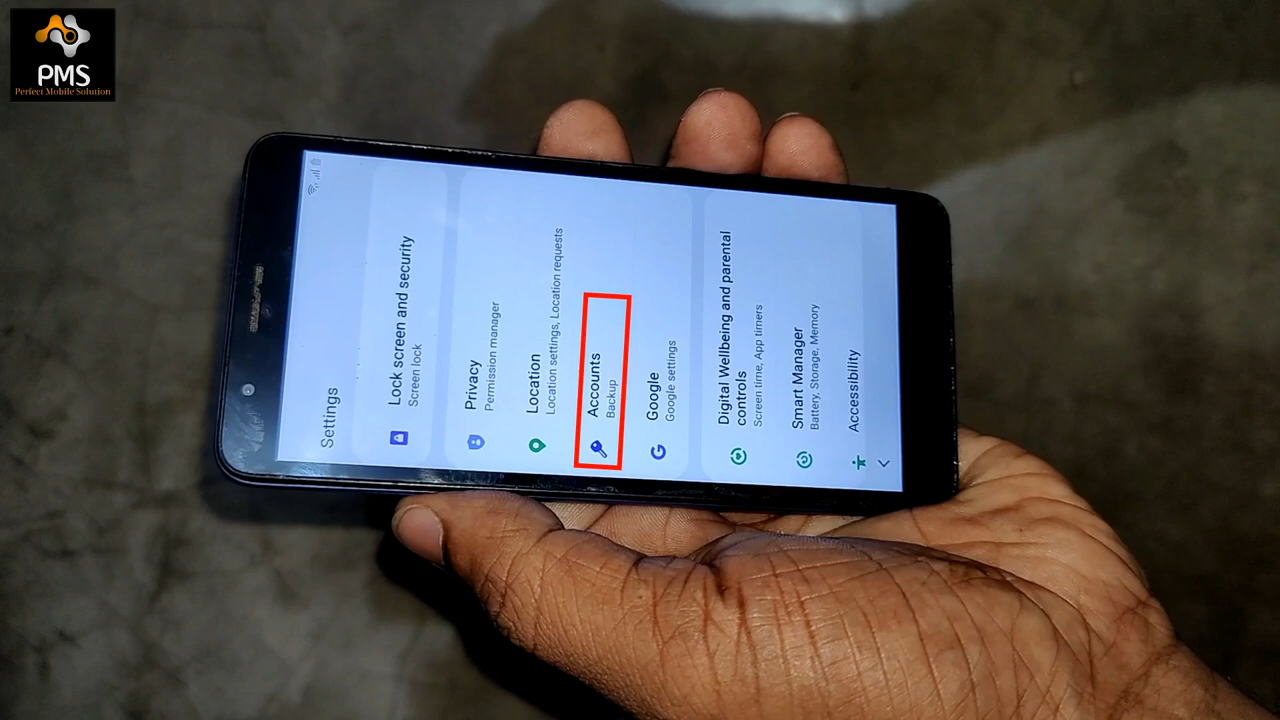 PMS
Perfect Mobile Solution
Settings
Lock screen and security
Screen lock
Privacy
Permission manager
Location
Location settings, Location requests
Accounts
Backup
Google
Google settings
Digital Wellbeing and parental
controls
Screen time, App timers
Smart Manager
Battery, Storage, Memory
Accessibility